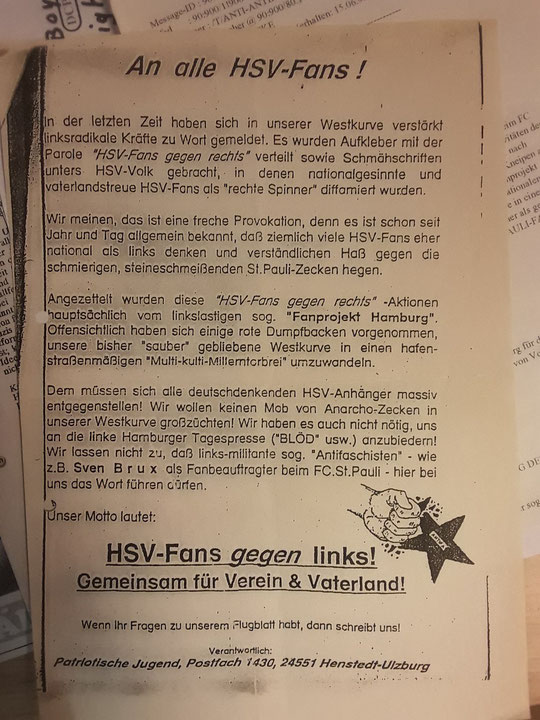 Message-ID
An alle HSV-Fans !
In der letzten Zeit haben sich in unserer Westkurve verstärkt
linksradikale Kräfte zu Wort gemeldet. Es wurden Aufkleber mit der
Parole "HSV-Fans gegen rechts" verteilt sowie Schmähschriften
unters HSV-Volk gebracht, in denen nationalgesinnte und
vaterlandstreue HSV-Fans als "rechte Spinner" diffamiert wurden.
Wir meinen, das ist eine freche Provokation, denn es ist schon seit
Jahr und Tag allgemein bekannt, daß ziemlich viele HSV-Fans eher
national als links denken und verständlichen Haß gegen die
schmierigen, steineschmeißenden St.Pauli-Zecken hegen.
Angezettelt wurden diese "HSV-Fans gegen rechts" -Aktionen
hauptsächlich vom linkslastigen sog. "Fanprojekt Hamburg".
Offensichtlich haben sich einige rote Dumpfbacken vorgenommen,
unsere bisher "sauber" gebliebene Westkurve in einen hafen-
straßenmäßigen "Multi-kulti-Millerntorbrei" umzuwandeln.
Dem müssen sich alle deutschdenkenden HSV-Anhänger massiv
entgegenstellen! Wir wollen keinen Mob von Anarcho-Zecken in
unserer Westkurve großzüchten! Wir haben es auch nicht nötig, uns
an die linke Hamburger Tagespresse ("BLÖD" usw.) anzubiedern!
Wir lassen nicht zu, daß links-militante sog. "Antifaschisten" - wie
z.B. Sven Brux als Fanbeauftragter beim FC.St.Pauli - hier bei
uns das Wort führen dürfen.
Unser Motto lautet:
HSV-Fans gegen links!
Gemeinsam für Verein & Vaterland!
Wenn Ihr Fragen zu unserem Flugblatt habt, dann schreibt uns!
Verantwortlich:
Patriotische Jugend, Postfach 1430, 24551 Henstedt-Ulzburg